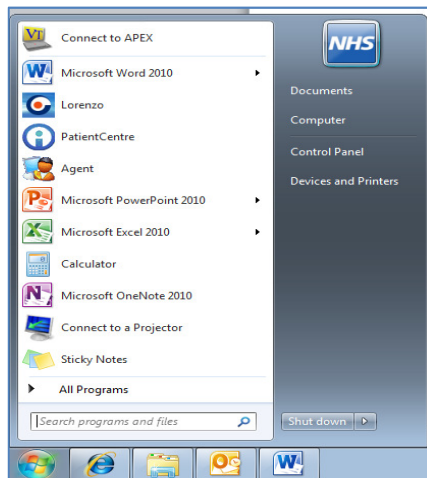 Connect to APEX
Microsoft Word 2010
Lorenzo
PatientCentre
Agent
Microsoft PowerPoint 2010
Microsoft Excel 2010
Calculator
Microsoft OneNote 2010
Connect to a Projector
Sticky Notes
All Programs
Search programs and files
NHS
Documents
Computer
Control Panel
Devices and Printers
Shut down